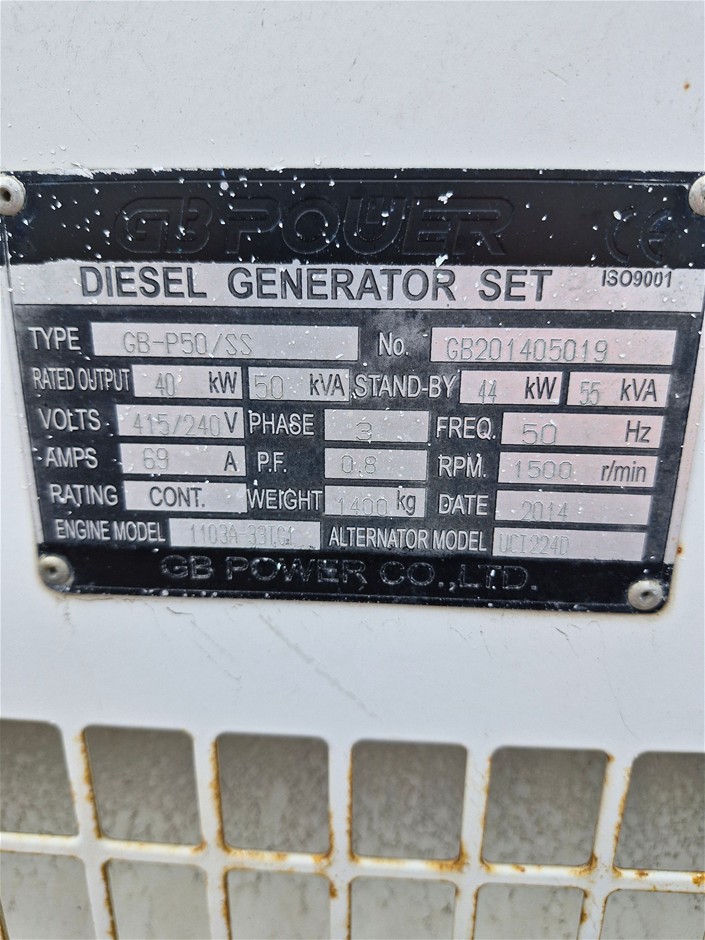 GB POWER CE
DIESEL GENERATOR SET ISO9001
TYPE GB-P50/SS No. GB201405019
RATED OUTPUT 40 kW 50 kVA STAND-BY 44 kW 55 kVA
VOLTS 415/240 V PHASE 3 FREQ. 50 Hz
AMPS 69 A P.F. 0.8 RPM. 1500 r/min
RATING CONT. WEIGHT 1400 kg DATE 2014
ENGINE MODEL ALTERNATOR MODEL UCI224D
GB POWER CO.,LTD.